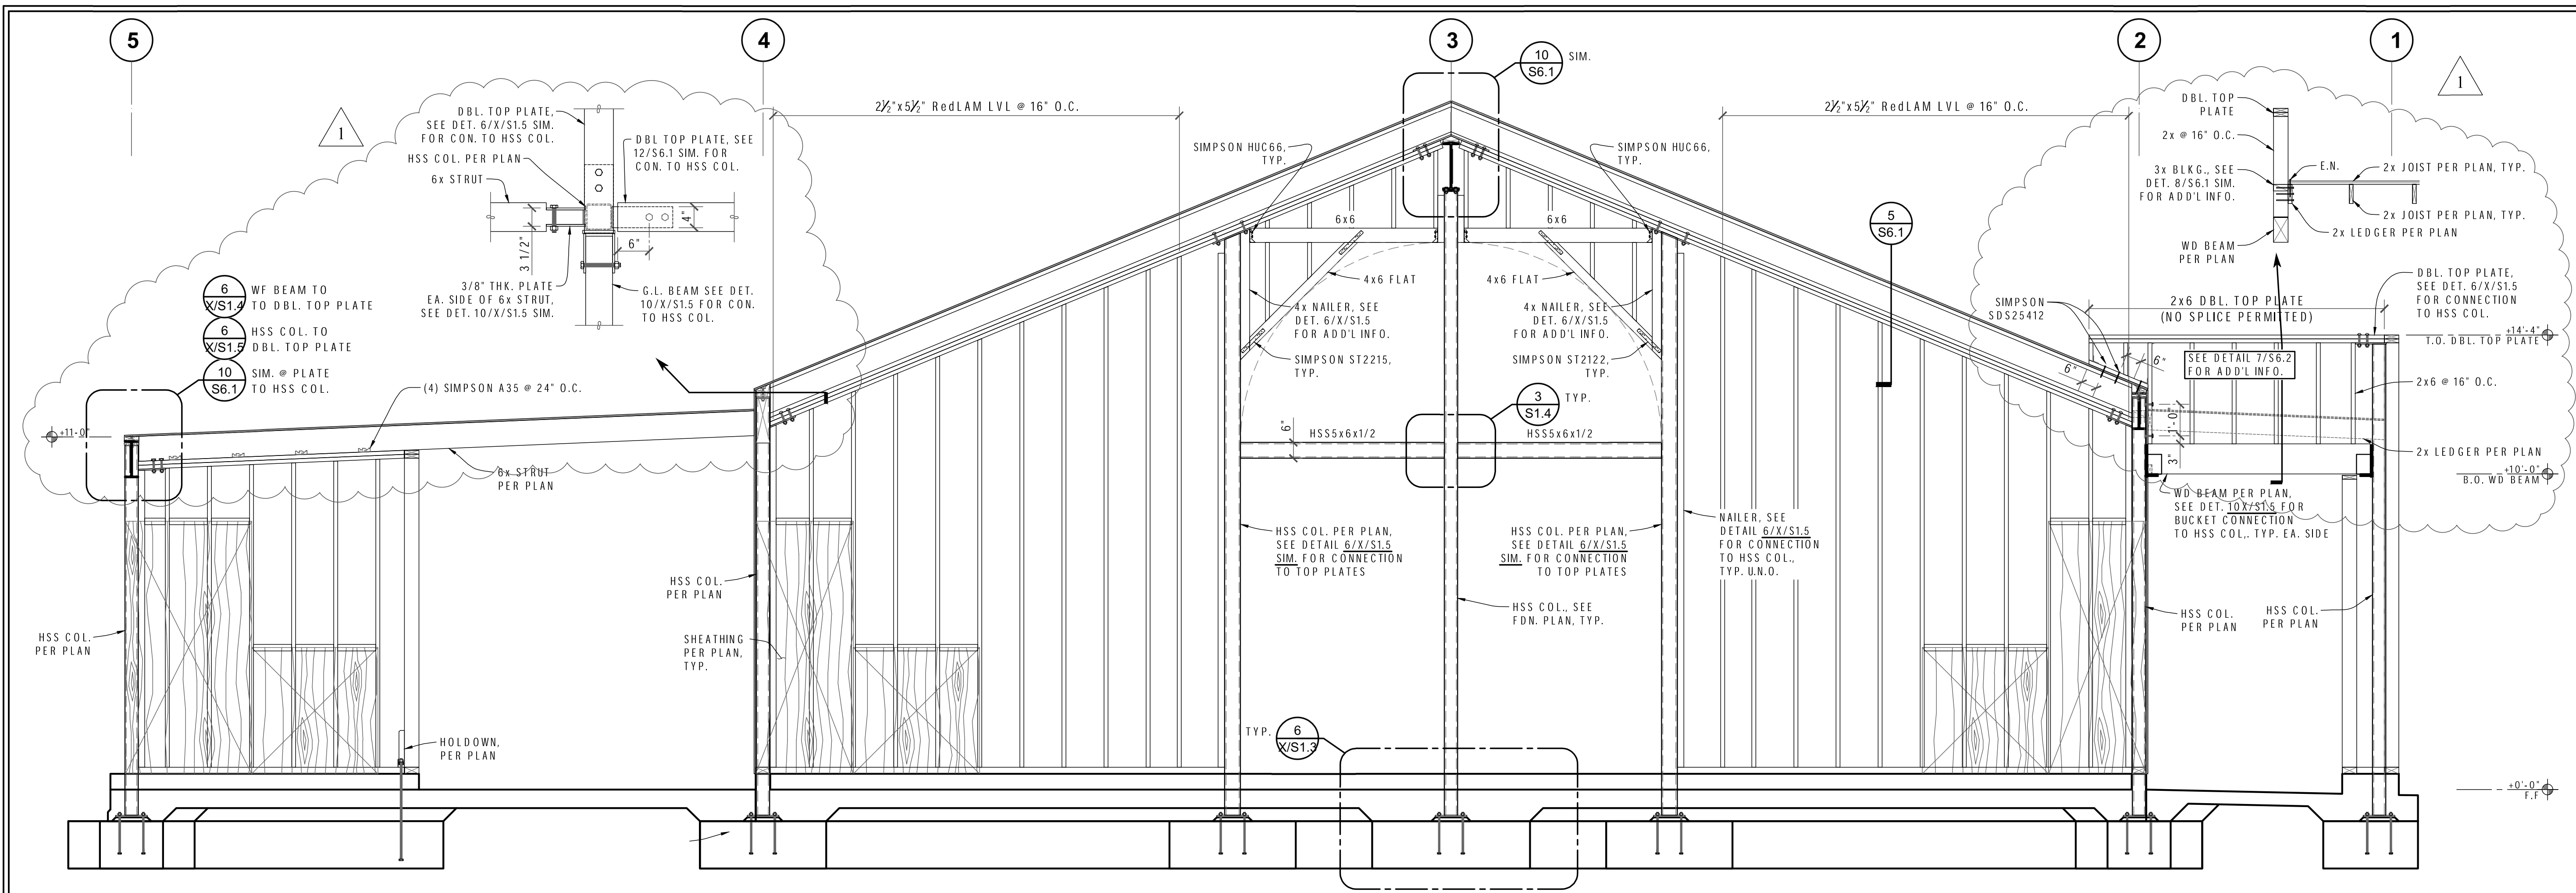 5
4
3
2
1
10
S6.1
SIM.
1
1
DBL. TOP PLATE,
SEE DET. 6/X/S1.5 SIM.
FOR CON. TO HSS COL.
HSS COL. PER PLAN
6x STRUT
DBL TOP PLATE, SEE
12/S6.1 SIM. FOR
CON. TO HSS COL.
4"
6"
3 1/2"
3/8" THK. PLATE
EA. SIDE OF 6x STRUT,
SEE DET. 10/X/S1.5 SIM.
G.L. BEAM SEE DET.
10/X/S1.5 FOR CON.
TO HSS COL.
2½"x5½" RedLAM LVL @ 16" O.C.
2½"x5½" RedLAM LVL @ 16" O.C.
SIMPSON HUC66,
TYP.
SIMPSON HUC66,
TYP.
6x6
6x6
4x6 FLAT
4x6 FLAT
4x NAILER, SEE
DET. 6/X/S1.5
FOR ADD'L INFO.
4x NAILER, SEE
DET. 6/X/S1.5
FOR ADD'L INFO.
SIMPSON ST2215,
TYP.
SIMPSON ST2122,
TYP.
5
S6.1
DBL. TOP
PLATE
2x @ 16" O.C.
3x BLKG., SEE
DET. 8/S6.1 SIM.
FOR ADD'L INFO.
E.N.
2x JOIST PER PLAN, TYP.
2x JOIST PER PLAN, TYP.
2x LEDGER PER PLAN
WD BEAM
PER PLAN
6
X/S1.4
WF BEAM TO
TO DBL. TOP PLATE
6
X/S1.5
HSS COL. TO
DBL. TOP PLATE
10
S6.1
SIM. @ PLATE
TO HSS COL.
(4) SIMPSON A35 @ 24" O.C.
+11'-0"
6x STRUT
PER PLAN
SIMPSON
SDS25412
2x6 DBL. TOP PLATE
(NO SPLICE PERMITTED)
DBL. TOP PLATE,
SEE DET. 6/X/S1.5
FOR CONNECTION
TO HSS COL.
+14'-4"
T.O. DBL. TOP PLATE
6"
6"
SEE DETAIL 7/S6.2
FOR ADD'L INFO.
2x6 @ 16" O.C.
1'-0"
3"
2x LEDGER PER PLAN
+10'-0"
B.O. WD BEAM
WD BEAM PER PLAN,
SEE DET. 10X/S1.5 FOR
BUCKET CONNECTION
TO HSS COL,. TYP. EA. SIDE
3
S1.4
TYP.
6"
HSS5x6x1/2
HSS5x6x1/2
HSS COL. PER PLAN,
SEE DETAIL 6/X/S1.5
SIM. FOR CONNECTION
TO TOP PLATES
HSS COL. PER PLAN,
SEE DETAIL 6/X/S1.5
SIM. FOR CONNECTION
TO TOP PLATES
NAILER, SEE
DETAIL 6/X/S1.5
FOR CONNECTION
TO HSS COL.,
TYP. U.N.O.
HSS COL., SEE
FDN. PLAN, TYP.
HSS COL.
PER PLAN
HSS COL.
PER PLAN
SHEATHING
PER PLAN,
TYP.
HSS COL.
PER PLAN
HSS COL.
PER PLAN
HOLDOWN,
PER PLAN
TYP.
6
X/S1.3
+0'-0"
F.F